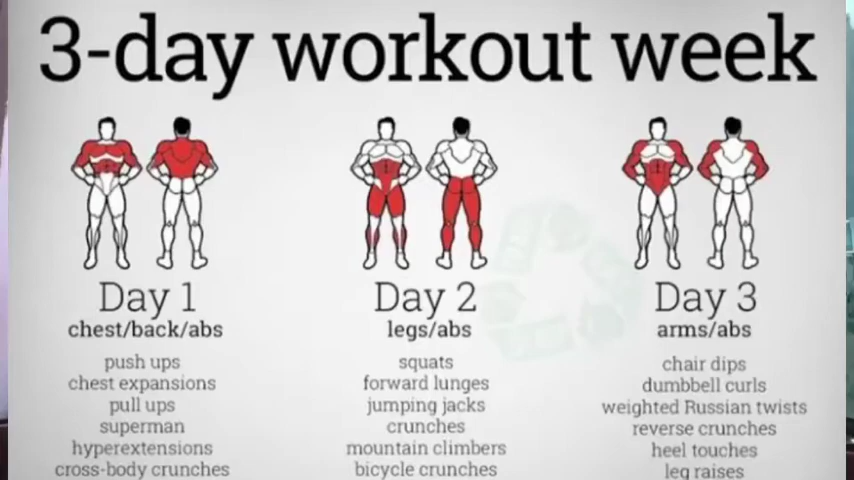 3-day workout week
Day 1
chest/back/abs
push ups
chest expansions
pull ups
superman
hyperextensions
cross-body crunches
Day 2
legs/abs
squats
forward lunges
jumping jacks
crunches
mountain climbers
bicycle crunches
Day 3
arms/abs
chair dips
dumbbell curls
weighted Russian twists
reverse crunches
heel touches
leg raises